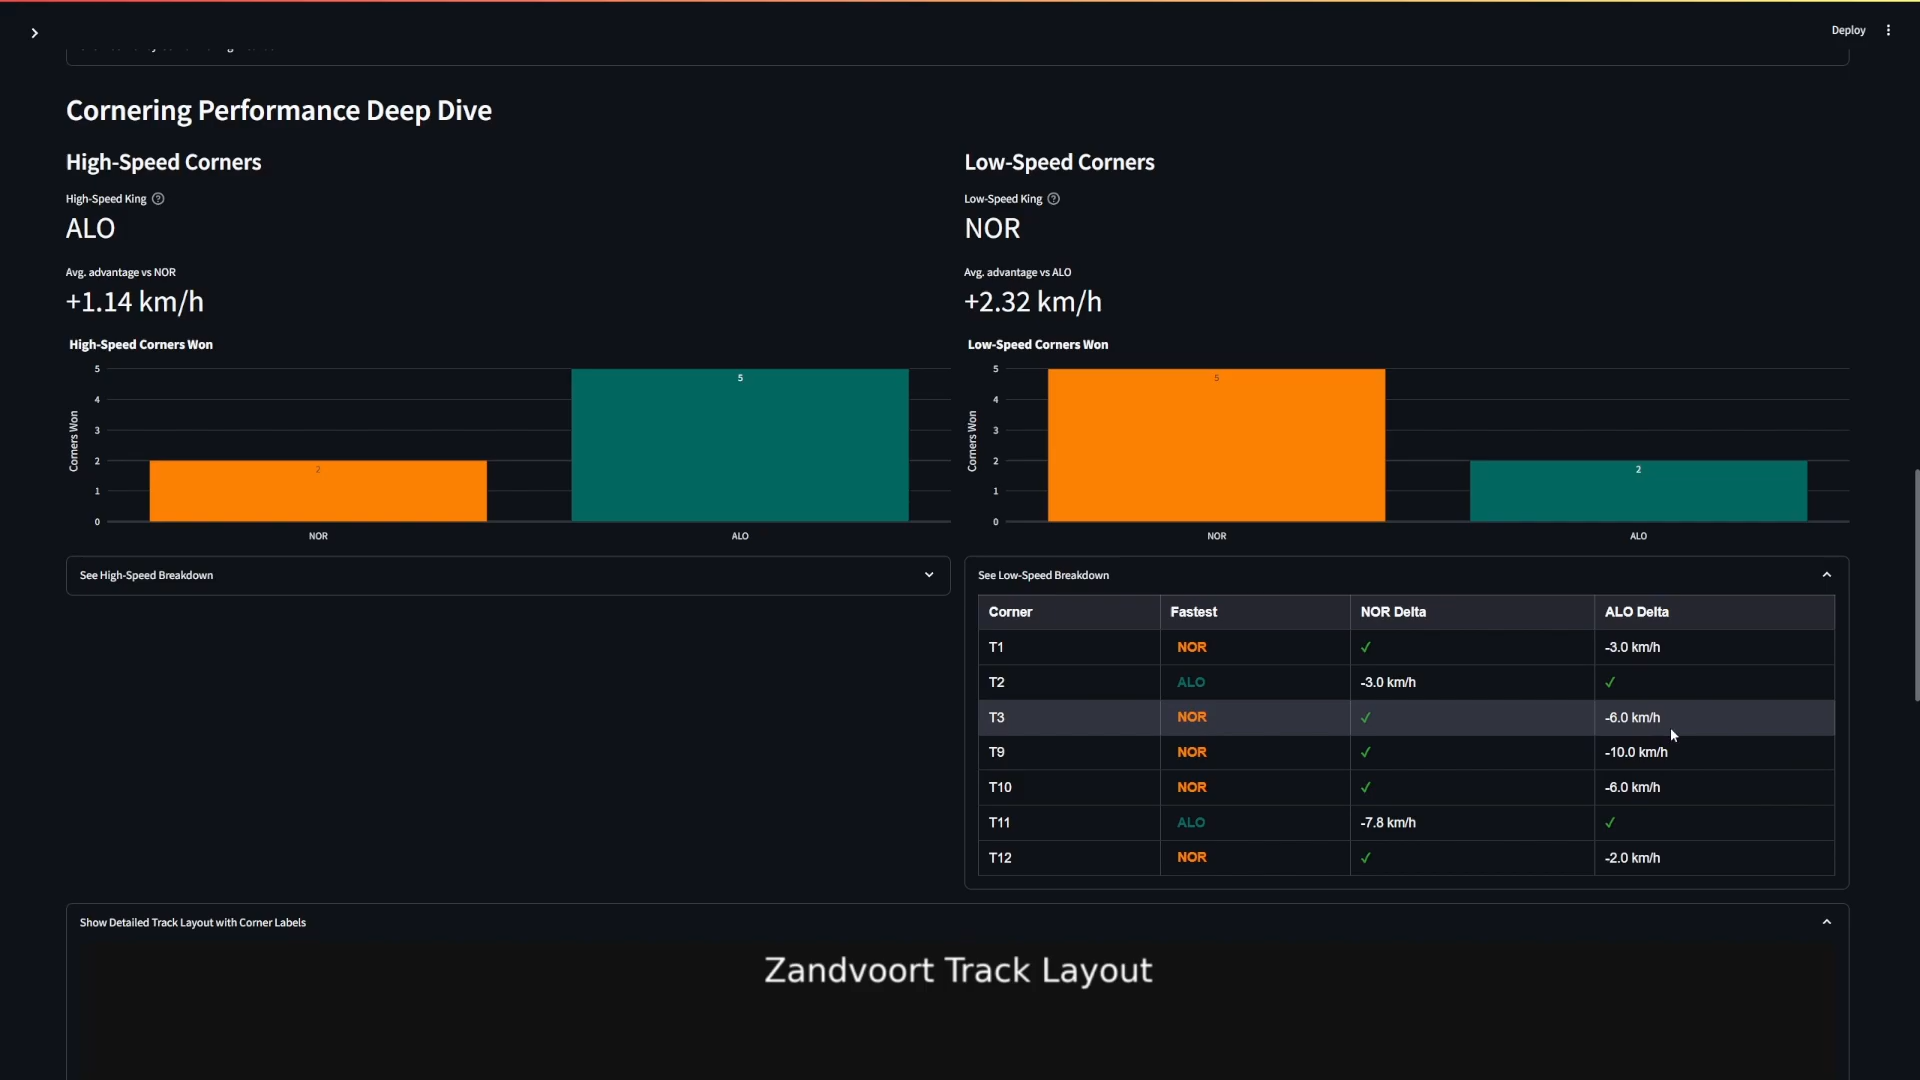 Deploy
Cornering Performance Deep Dive
High-Speed Corners
High-Speed King
ALO
Avg. advantage vs NOR
+1.14 km/h
High-Speed Corners Won
Corners Won
5
4
3
2
1
0
2
5
NOR
ALO
See High-Speed Breakdown
Low-Speed Corners
Low-Speed King
NOR
Avg. advantage vs ALO
+2.32 km/h
Low-Speed Corners Won
Corners Won
5
4
3
2
1
0
5
2
NOR
ALO
See Low-Speed Breakdown
Corner Fastest NOR Delta ALO Delta
T1 NOR ✓ -3.0 km/h
T2 ALO -3.0 km/h ✓
T3 NOR ✓ -6.0 km/h
T9 NOR ✓ -10.0 km/h
T10 NOR ✓ -6.0 km/h
T11 ALO -7.8 km/h ✓
T12 NOR ✓ -2.0 km/h
Show Detailed Track Layout with Corner Labels
Zandvoort Track Layout